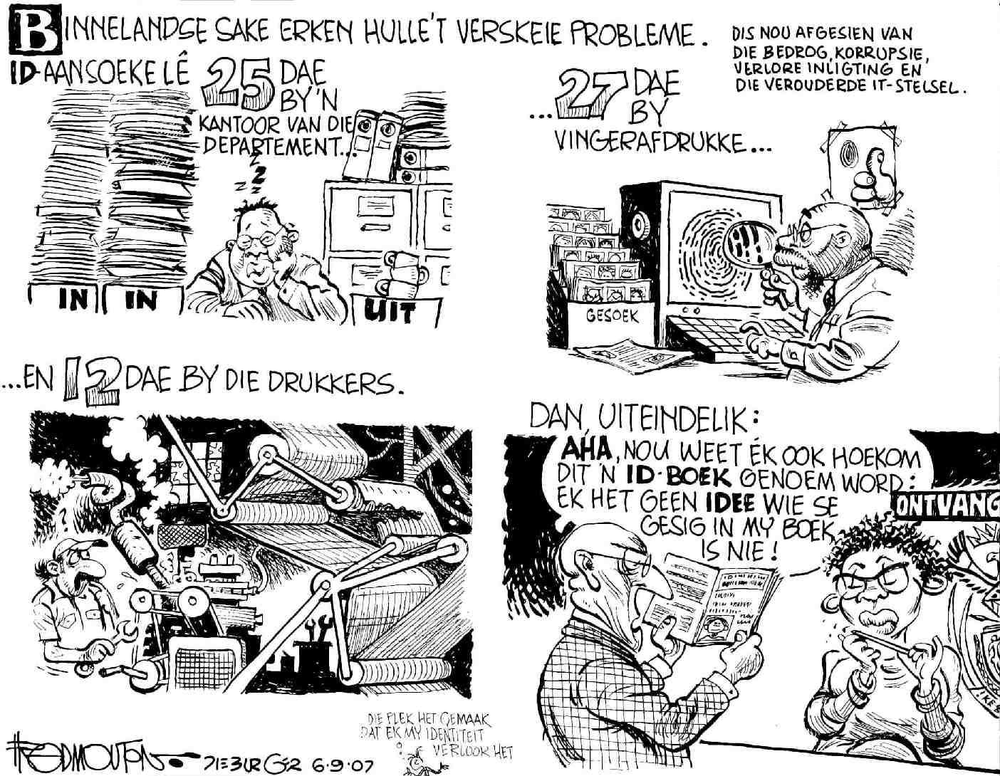 BINNELANDSE SAKE ERKEN HULLE'T VERSKEIE PROBLEME.
DIS NOU AFGESIEN VAN
DIE BEDROG, KORRUPSIE,
VERLORE INLIGTING EN
DIE VEROUDERDE IT-STELSEL.
ID-AANSOEKE LÊ 25 DAE
BY 'N
KANTOOR VAN DIE
DEPARTEMENT...
Z
Z
Z
Z Z
IN
IN
UIT
...27 DAE
BY
VINGERAFDRUKKE...
GESOEK
...EN 12 DAE BY DIE DRUKKERS.
DAN, UITEINDELIK:
AHA, NOU WEET ÉK OOK HOEKOM
DIT 'N ID-BOEK GENOEM WORD:
EK HET GEEN IDEE WIE SE
GESIG IN MY BOEK
IS NIE!
ONTVANG
!KE E
DIE PLEK HET GEMAAK
DAT EK MY IDENTITEIT
VERLOOR HET
FRED MOUTON DIE BURGER 6·9·07